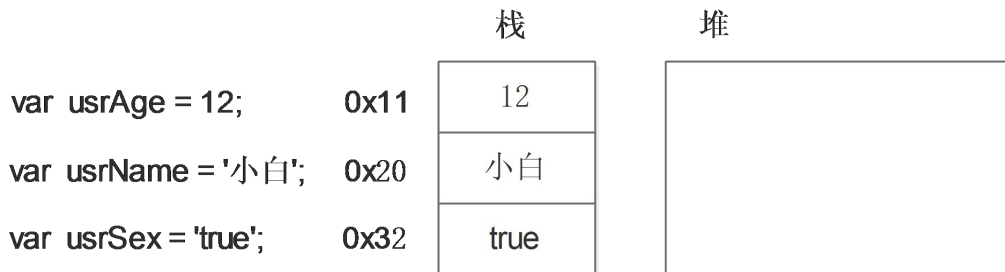 栈 堆
var usrAge = 12; 0x11 12
var usrName = '小白'; 0x20 小白
var usrSex = 'true'; 0x32 true